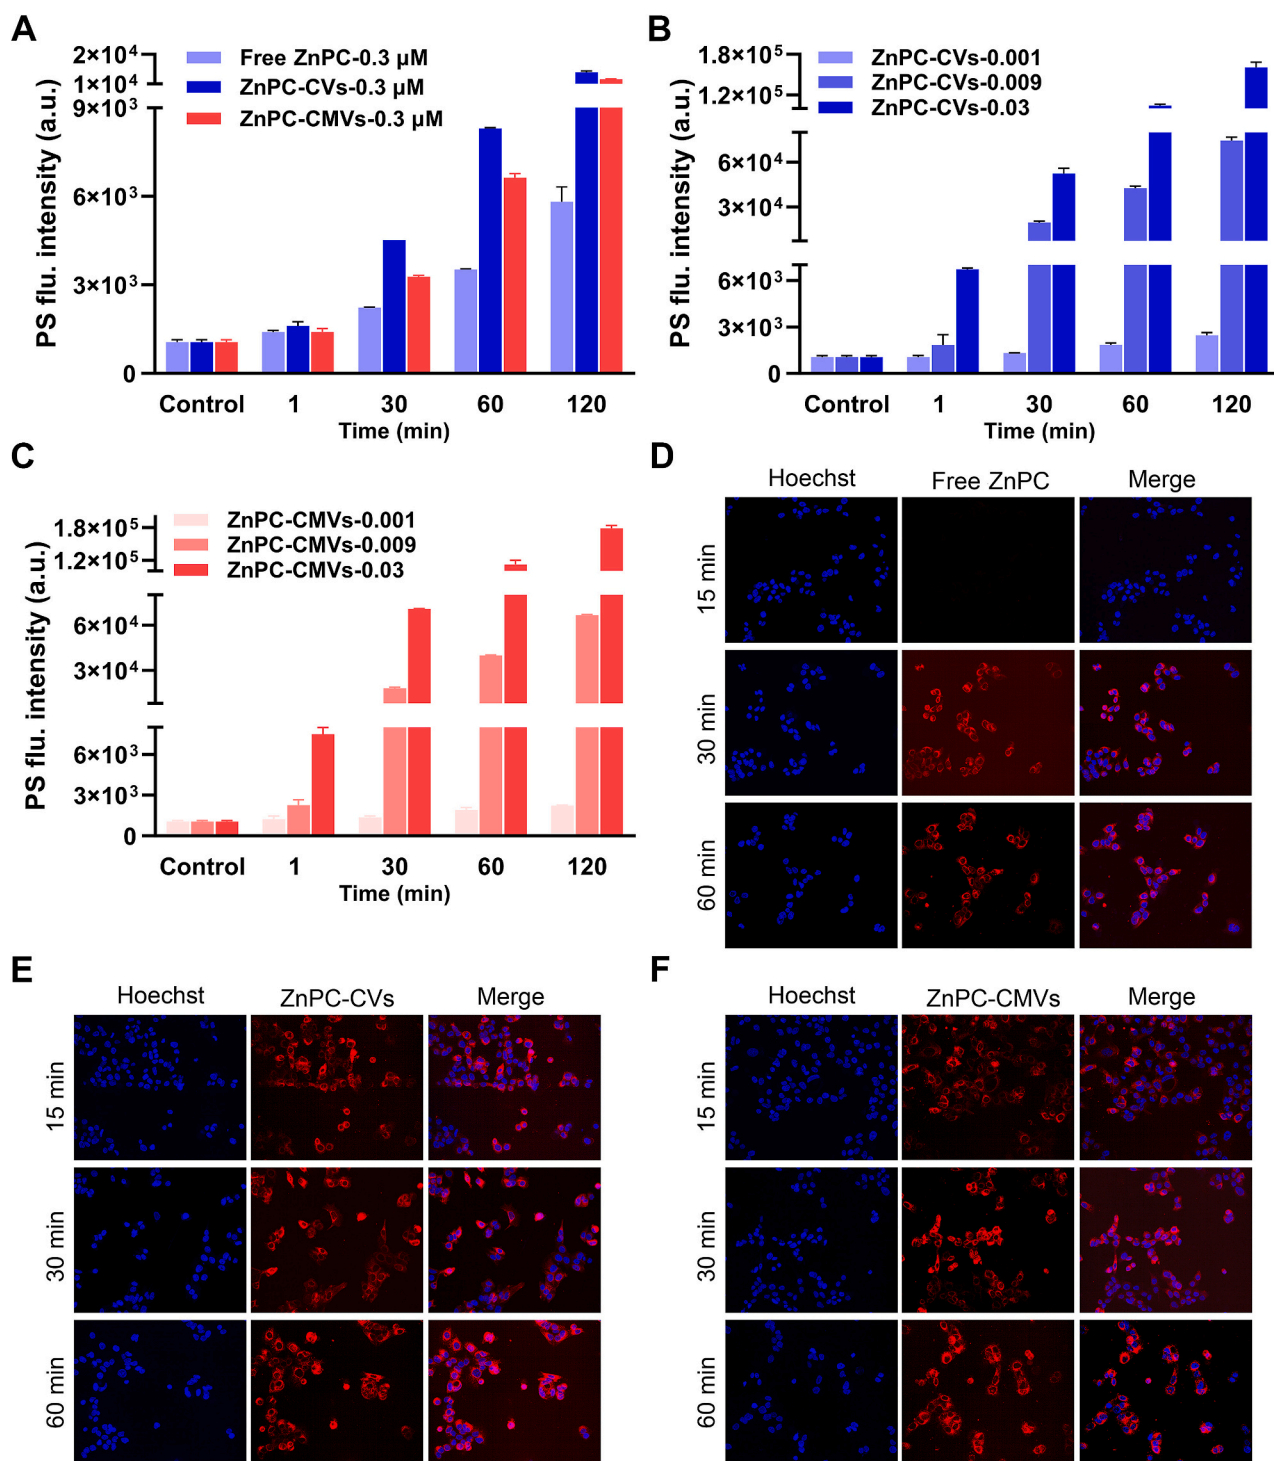 A
PS flu. intensity (a.u.)
2×10⁴
1×10⁴
9×10³
6×10³
3×10³
0
Free ZnPC-0.3 µM
ZnPC-CVs-0.3 µM
ZnPC-CMVs-0.3 µM
Control 1 30 60 120
Time (min)
B
PS flu. intensity (a.u.)
1.8×10⁵
1.2×10⁵
6×10⁴
3×10⁴
6×10³
3×10³
0
ZnPC-CVs-0.001
ZnPC-CVs-0.009
ZnPC-CVs-0.03
Control 1 30 60 120
Time (min)
C
PS flu. intensity (a.u.)
1.8×10⁵
1.2×10⁵
6×10⁴
3×10⁴
6×10³
3×10³
0
ZnPC-CMVs-0.001
ZnPC-CMVs-0.009
ZnPC-CMVs-0.03
Control 1 30 60 120
Time (min)
D
Hoechst Free ZnPC Merge
15 min
30 min
60 min
E
Hoechst ZnPC-CVs Merge
15 min
30 min
60 min
F
Hoechst ZnPC-CMVs Merge
15 min
30 min
60 min